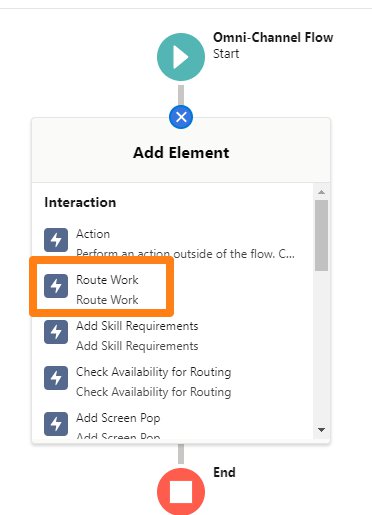 Omni-Channel Flow
Start
Add Element
Interaction
Action
Perform an action outside of the flow. C...
Route Work
Route Work
Add Skill Requirements
Add Skill Requirements
Check Availability for Routing
Check Availability for Routing
Add Screen Pop
Add Screen Pop
End